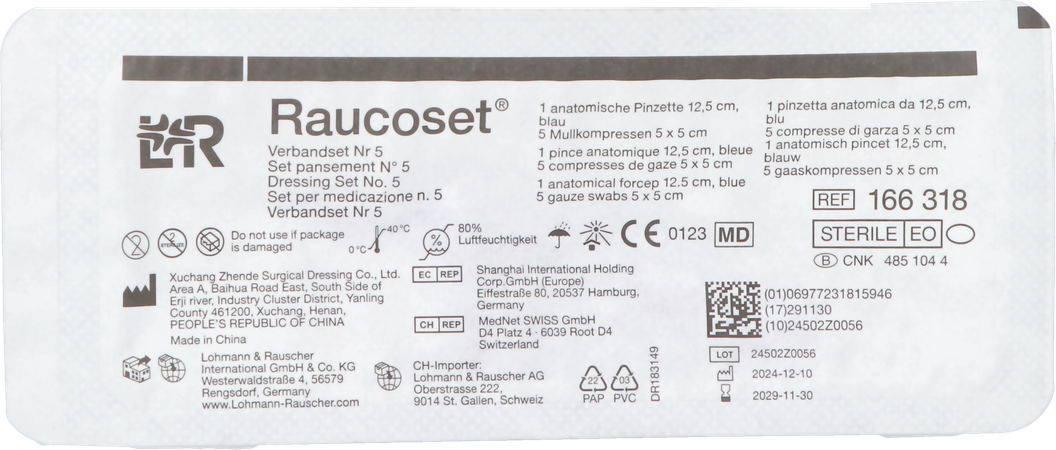 L&R
Raucoset®
Verbandset Nr 5
Set pansement N° 5
Dressing Set No. 5
Set per medicazione n. 5
Verbandset Nr 5
1 anatomische Pinzette 12,5 cm,
blau
5 Mullkompressen 5 x 5 cm
1 pince anatomique 12,5 cm, bleue
5 compresses de gaze 5 x 5 cm
1 anatomical forcep 12.5 cm, blue
5 gauze swabs 5 x 5 cm
1 pinzetta anatomica da 12,5 cm,
blu
5 compresse di garza 5 x 5 cm
1 anatomisch pincet 12,5 cm,
blauw
5 gaaskompressen 5 x 5 cm
REF 166 318
2
2 STERILIZE
Do not use if package
is damaged
0 °C 40 °C
% 80%
Luftfeuchtigkeit
CE 0123 MD
STERILE EO
B CNK 485 104 4
Xuchang Zhende Surgical Dressing Co., Ltd.
Area A, Baihua Road East, South Side of
Erji river, Industry Cluster District, Yanling
County 461200, Xuchang, Henan,
PEOPLE'S REPUBLIC OF CHINA
Made in China
EC REP
Shanghai International Holding
Corp.GmbH (Europe)
Eiffestraße 80, 20537 Hamburg,
Germany
CH REP
MedNet SWISS GmbH
D4 Platz 4 · 6039 Root D4
Switzerland
(01)06977231815946
(17)291130
(10)24502Z0056
Lohmann & Rauscher
International GmbH & Co. KG
Westerwaldstraße 4, 56579
Rengsdorf, Germany
www.Lohmann-Rauscher.com
CH-Importer:
Lohmann & Rauscher AG
Oberstrasse 222,
9014 St. Gallen, Schweiz
22
PAP
03
PVC
DR183149
LOT 24502Z0056
2024-12-10
2029-11-30